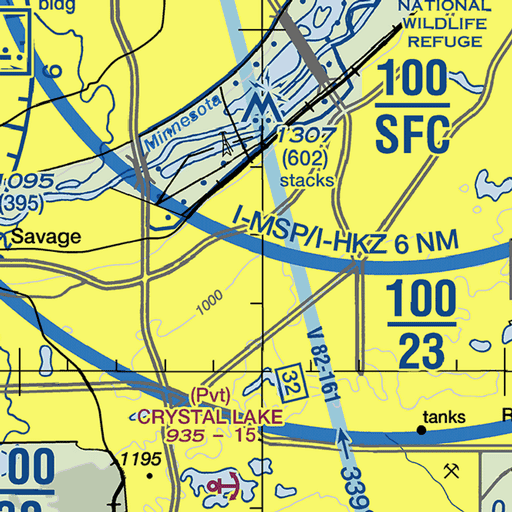 bldg
NATIONAL
WILDLIFE
REFUGE
6
100
SFC
Minnesota
1307
(602)
stacks
1095
(395)
Savage
I-MSP/I-HKZ 6 NM
1000
100
23
V 82-161
32
(Pvt)
CRYSTAL LAKE
935 - 15
tanks
00
1195
339